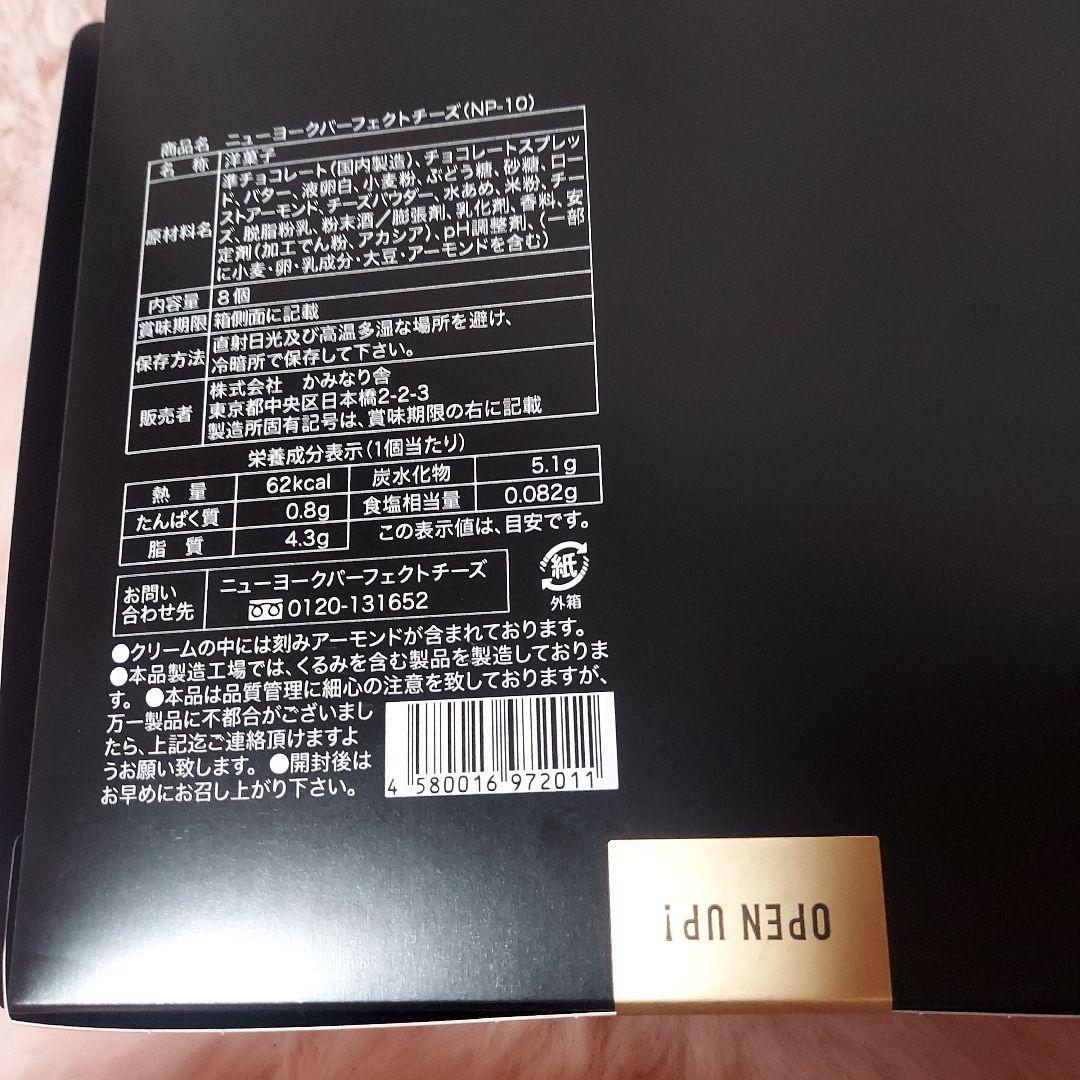 商品名 ニューヨークパーフェクトチーズ(NP-10)
名 称 洋菓子
原材料名 準チョコレート(国内製造)、チョコレートスプレッ
ド、バター、液卵白、小麦粉、ぶどう糖、砂糖、ロー
ストアーモンド、チーズパウダー、水あめ、米粉、チー
ズ、脱脂粉乳、粉末酒/膨張剤、乳化剤、香料、安
定剤(加工でん粉、アカシア)、pH調整剤、(一部
に小麦・卵・乳成分・大豆・アーモンドを含む)
内容量 8個
賞味期限 箱側面に記載
保存方法 直射日光及び高温多湿な場所を避け、
冷暗所で保存して下さい。
販売者 株式会社 かみなり舎
東京都中央区日本橋2-2-3
製造所固有記号は、賞味期限の右に記載
栄養成分表示(1個当たり)
熱 量 62kcal 炭水化物 5.1g
たんぱく質 0.8g 食塩相当量 0.082g
脂 質 4.3g この表示値は、目安です。
お問い
合わせ先
ニューヨークパーフェクトチーズ
0120-131652
紙
外箱
●クリームの中には刻みアーモンドが含まれております。
●本品製造工場では、くるみを含む製品を製造しておりま
す。 ●本品は品質管理に細心の注意を致しておりますが、
万一製品に不都合がございまし
たら、上記迄ご連絡頂けますよ
うお願い致します。 ●開封後は
お早めにお召し上がり下さい。
4 580016 972011
OPEN UP!